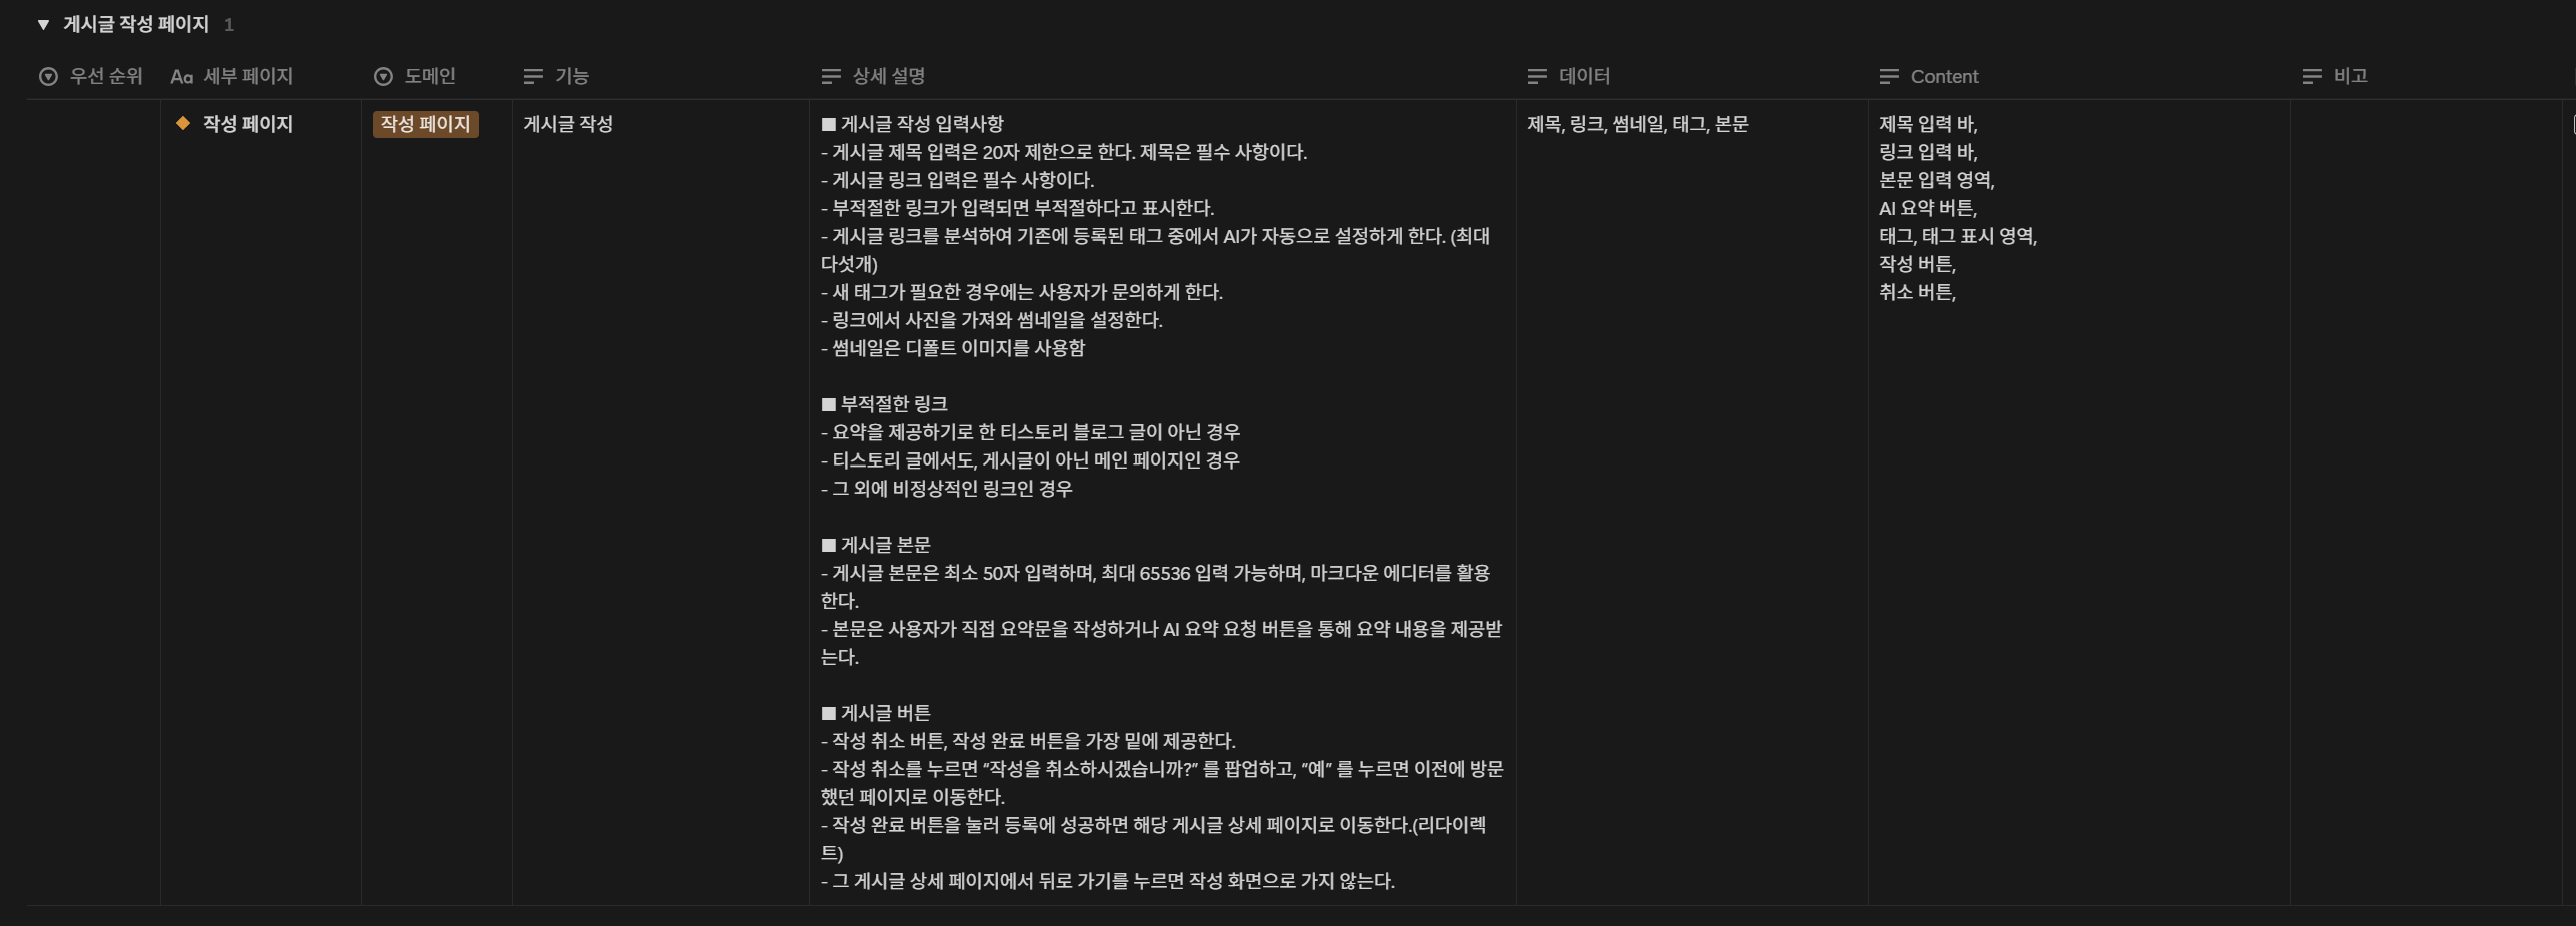 게시글 작성 페이지 1
우선 순위 Aa 세부 페이지 도메인 기능 상세 설명 데이터 Content 비고
작성 페이지
작성 페이지
게시글 작성
■ 게시글 작성 입력사항
- 게시글 제목 입력은 20자 제한으로 한다. 제목은 필수 사항이다.
- 게시글 링크 입력은 필수 사항이다.
- 부적절한 링크가 입력되면 부적절하다고 표시한다.
- 게시글 링크를 분석하여 기존에 등록된 태그 중에서 AI가 자동으로 설정하게 한다. (최대
다섯개)
- 새 태그가 필요한 경우에는 사용자가 문의하게 한다.
- 링크에서 사진을 가져와 썸네일을 설정한다.
- 썸네일은 디폴트 이미지를 사용함
■ 부적절한 링크
- 요약을 제공하기로 한 티스토리 블로그 글이 아닌 경우
- 티스토리 글에서도, 게시글이 아닌 메인 페이지인 경우
- 그 외에 비정상적인 링크인 경우
■ 게시글 본문
- 게시글 본문은 최소 50자 입력하며, 최대 65536 입력 가능하며, 마크다운 에디터를 활용
한다.
- 본문은 사용자가 직접 요약문을 작성하거나 AI 요약 요청 버튼을 통해 요약 내용을 제공받
는다.
■ 게시글 버튼
- 작성 취소 버튼, 작성 완료 버튼을 가장 밑에 제공한다.
- 작성 취소를 누르면 “작성을 취소하시겠습니까?” 를 팝업하고, “예” 를 누르면 이전에 방문
했던 페이지로 이동한다.
- 작성 완료 버튼을 눌러 등록에 성공하면 해당 게시글 상세 페이지로 이동한다.(리다이렉
트)
- 그 게시글 상세 페이지에서 뒤로 가기를 누르면 작성 화면으로 가지 않는다.
제목, 링크, 썸네일, 태그, 본문
제목 입력 바,
링크 입력 바,
본문 입력 영역,
AI 요약 버튼,
태그, 태그 표시 영역,
작성 버튼,
취소 버튼,